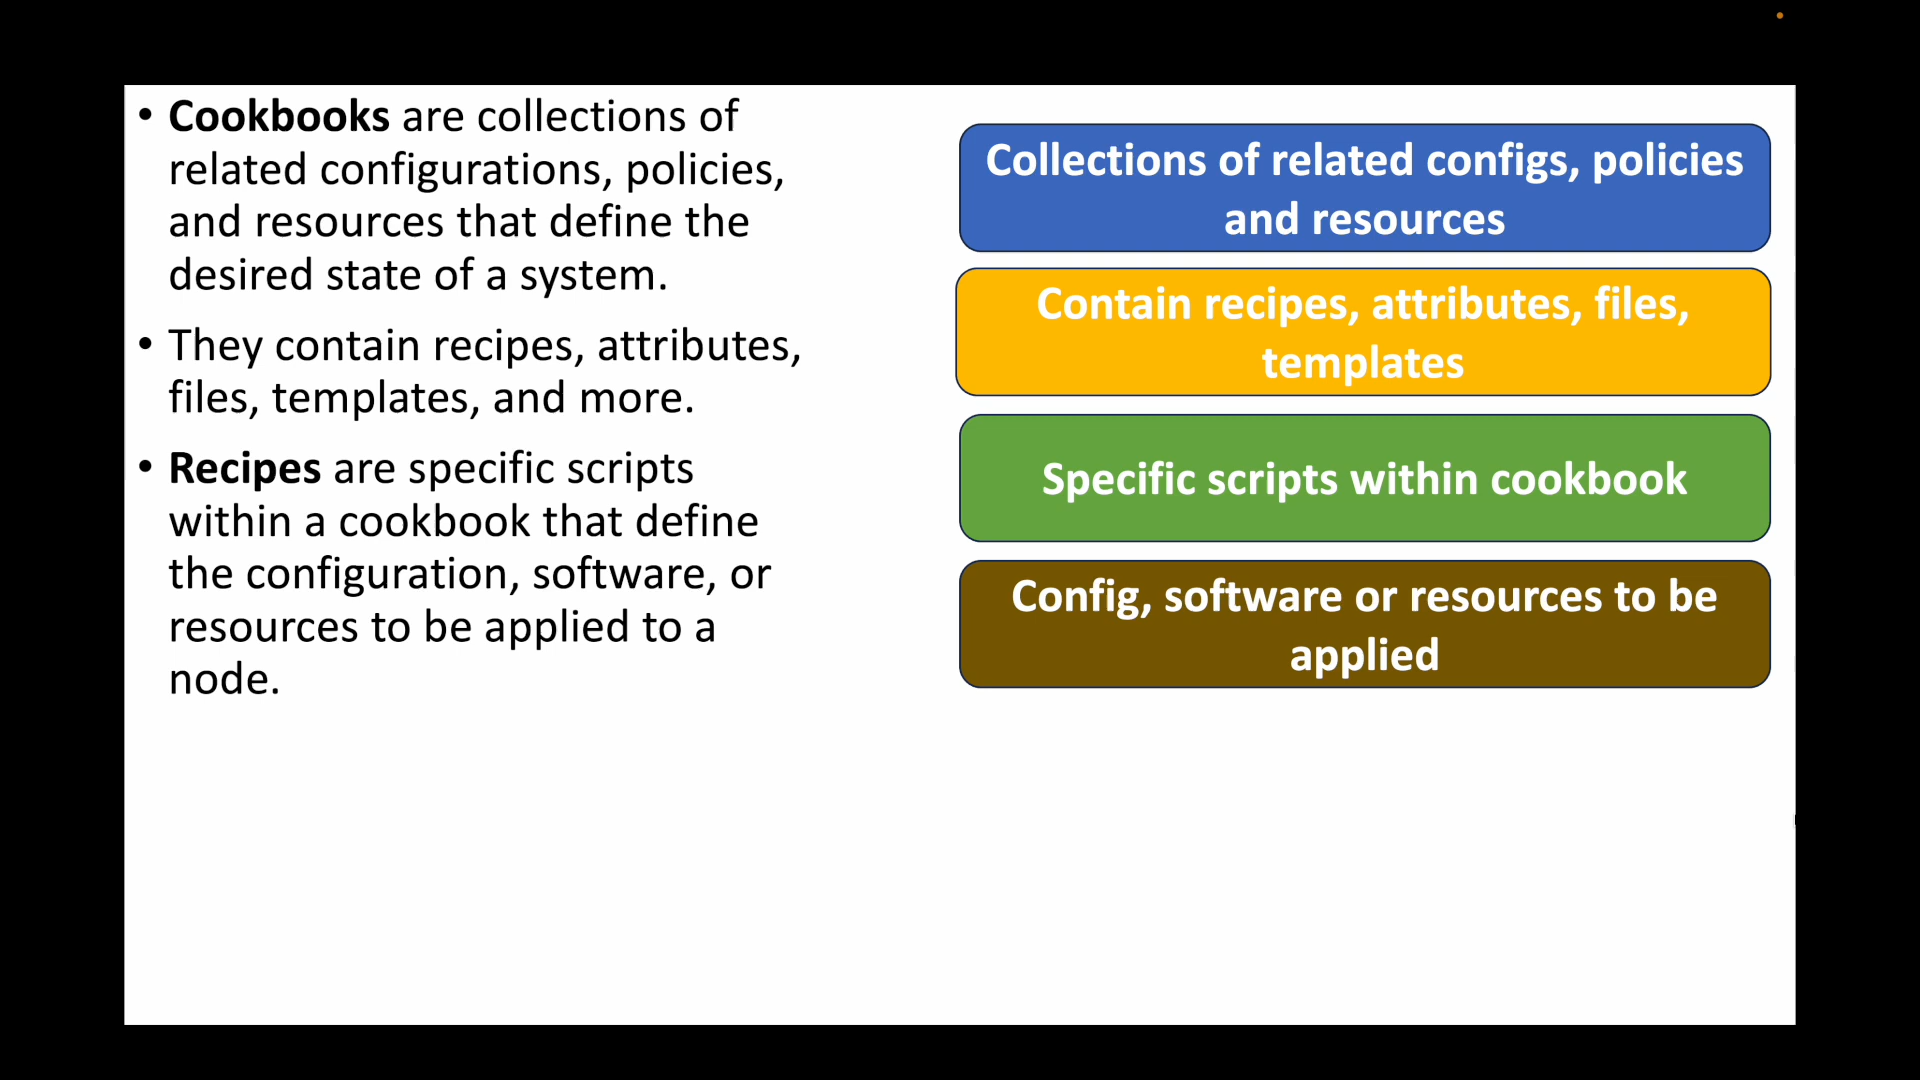 • Cookbooks are collections of
related configurations, policies,
and resources that define the
desired state of a system.
• They contain recipes, attributes,
files, templates, and more.
• Recipes are specific scripts
within a cookbook that define
the configuration, software, or
resources to be applied to a
node.
Collections of related configs, policies
and resources
Contain recipes, attributes, files,
templates
Specific scripts within cookbook
Config, software or resources to be
applied